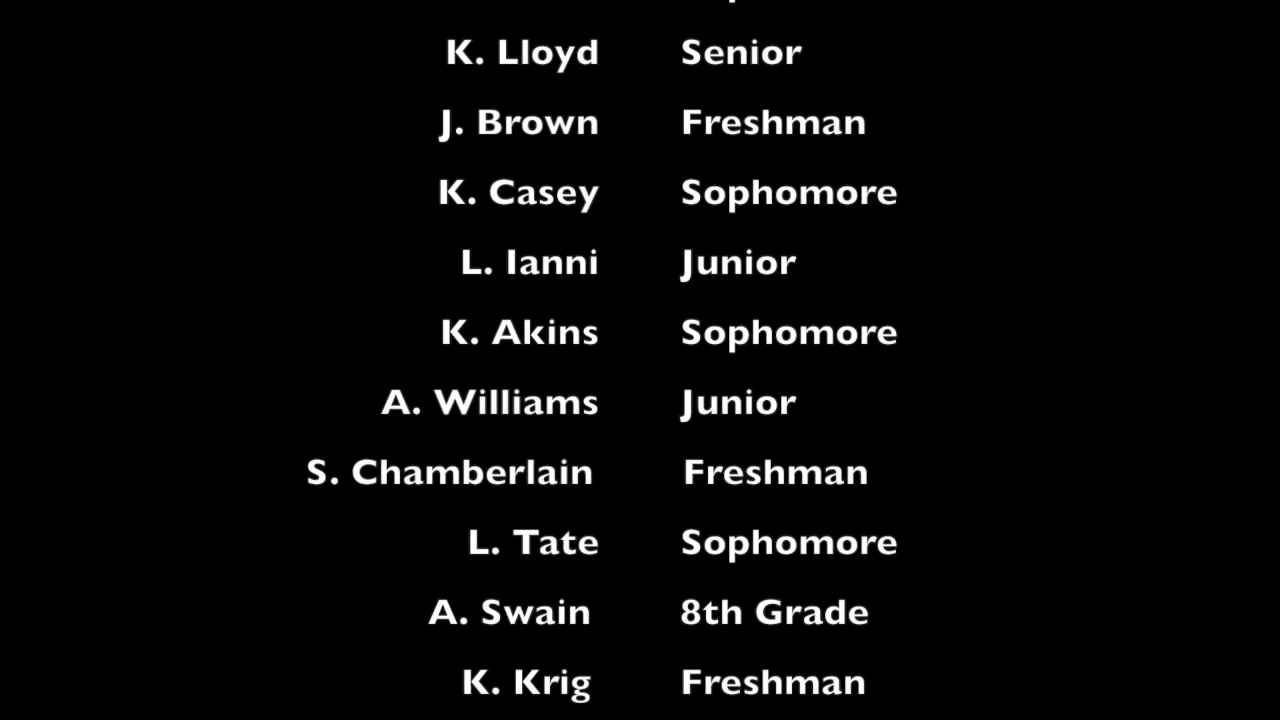 K. Lloyd Senior
J. Brown Freshman
K. Casey Sophomore
L. Ianni Junior
K. Akins Sophomore
A. Williams Junior
S. Chamberlain Freshman
L. Tate Sophomore
A. Swain 8th Grade
K. Krig Freshman